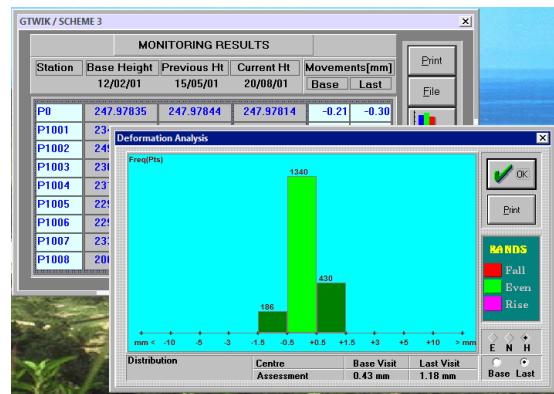 GTWIK / SCHEME 3
MONITORING RESULTS
Station Base Height Previous Ht Current Ht Movements[mm]
12/02/01 15/05/01 20/08/01 Base Last
Print
File
P0 247.97835 247.97844 247.97814 -0.21 -0.30
P1001
P1002
P1003
P1004
P1005
P1006
P1007
P1008
Deformation Analysis
Freq(Pts)
1340
430
186
mm < -10 -5 -3 -1.5 -0.5 +0.5 +1.5 +3 +5 +10 > mm
OK
Print
BANDS
Fall
Even
Rise
E N H
Base Last
Distribution Centre Base Visit Last Visit
Assessment 0.43 mm 1.18 mm